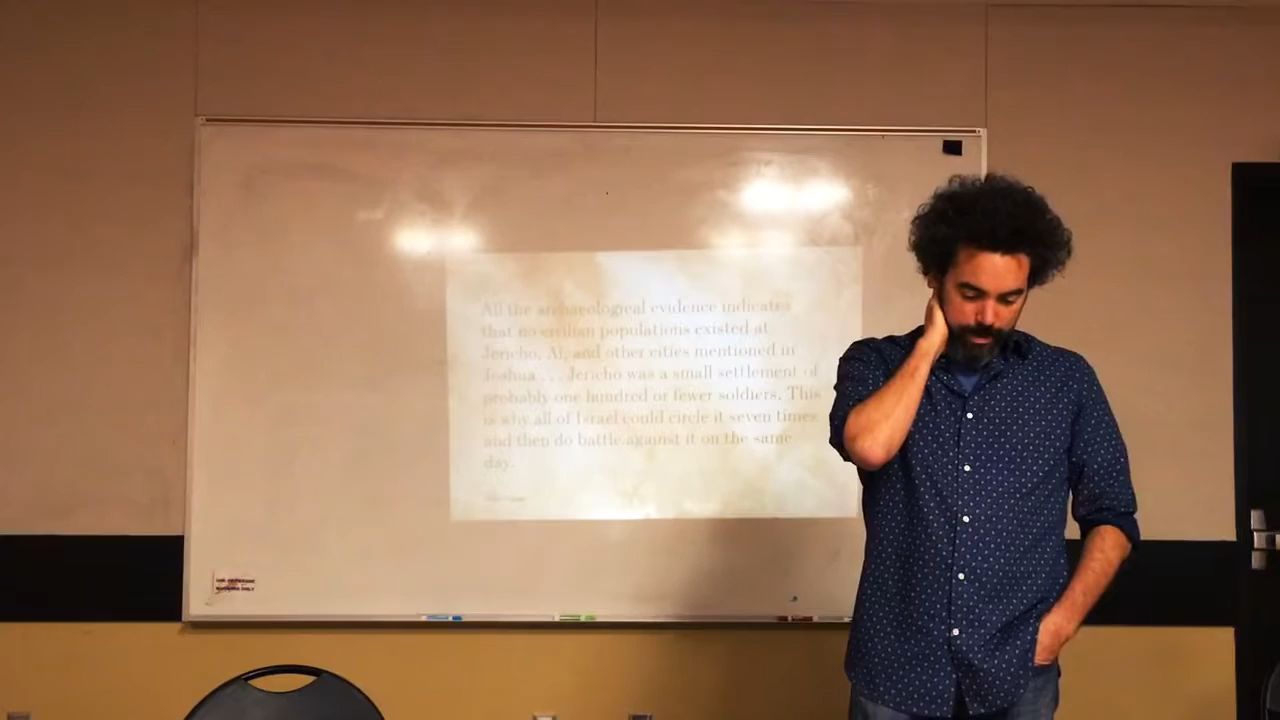 All the archaeological evidence indicates
that no civilian populations existed at
Jericho, Ai, and other cities mentioned in
Joshua . . . Jericho was a small settlement of
probably one hundred or fewer soldiers. This
is why all of Israel could circle it seven times
and then do battle against it on the same
day.
MARKERS ONLY